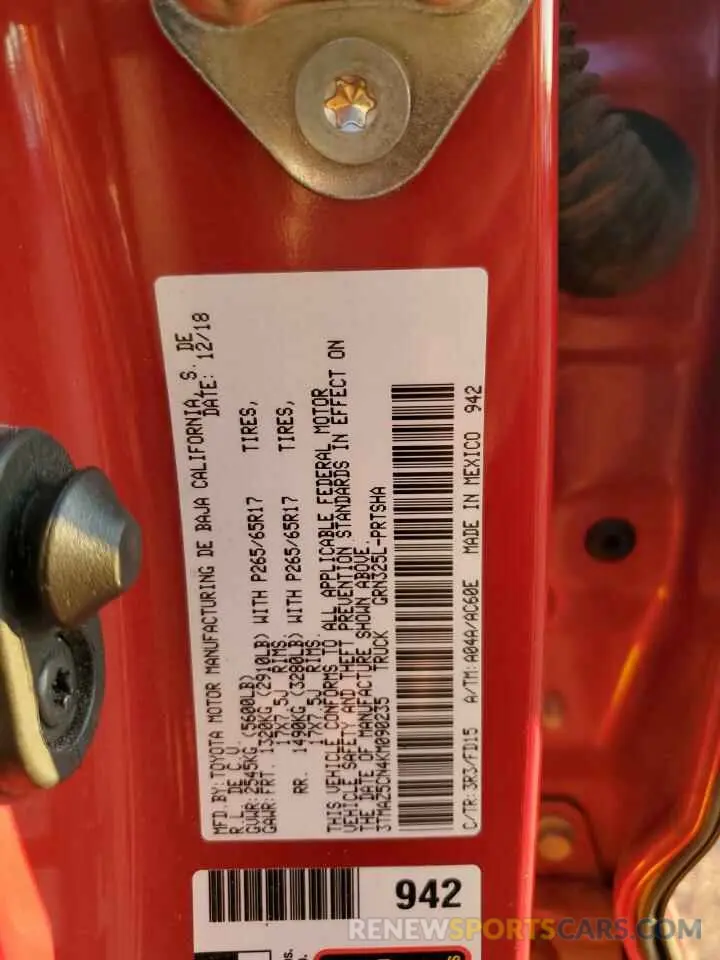 MFD.BY: TOYOTA MOTOR MANUFACTURING DE BAJA CALIFORNIA, S. DE
R.L. DE C.V. DATE: 12/18
GVWR: 2545KG (5600LB)
GAWR: FRT. 1320KG (2910LB) WITH P265/65R17 TIRES,
17X7.5J RIMS
RR. 1490KG (3280LB) WITH P265/65R17 TIRES,
17X7.5J RIMS.
THIS VEHICLE CONFORMS TO ALL APPLICABLE FEDERAL MOTOR
VEHICLE SAFETY AND THEFT PREVENTION STANDARDS IN EFFECT ON
THE DATE OF MANUFACTURE SHOWN ABOVE.
3TMAZ5CN4KM090235 TRUCK GRN325L-PRTSHA
C/TR: 3R3/FD15 A/TM: A04A/AC60E MADE IN MEXICO 942
942
RENEWSPORTSCARS.COM